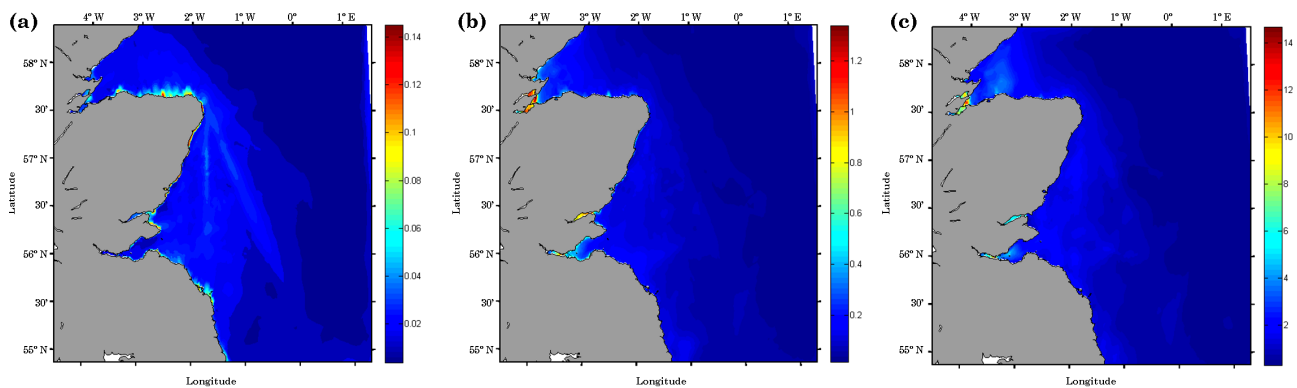 (a)
4° W 3° W 2° W 1° W 0° 1° E
58° N
30'
57° N
30'
56° N
30'
55° N
Latitude
Longitude
0.14
0.12
0.1
0.08
0.06
0.04
0.02
(b)
4° W 3° W 2° W 1° W 0° 1° E
58° N
30'
57° N
30'
56° N
30'
55° N
Latitude
Longitude
1.2
1
0.8
0.6
0.4
0.2
(c)
4° W 3° W 2° W 1° W 0° 1° E
58° N
30'
57° N
30'
56° N
30'
55° N
Latitude
Longitude
14
12
10
8
6
4
2